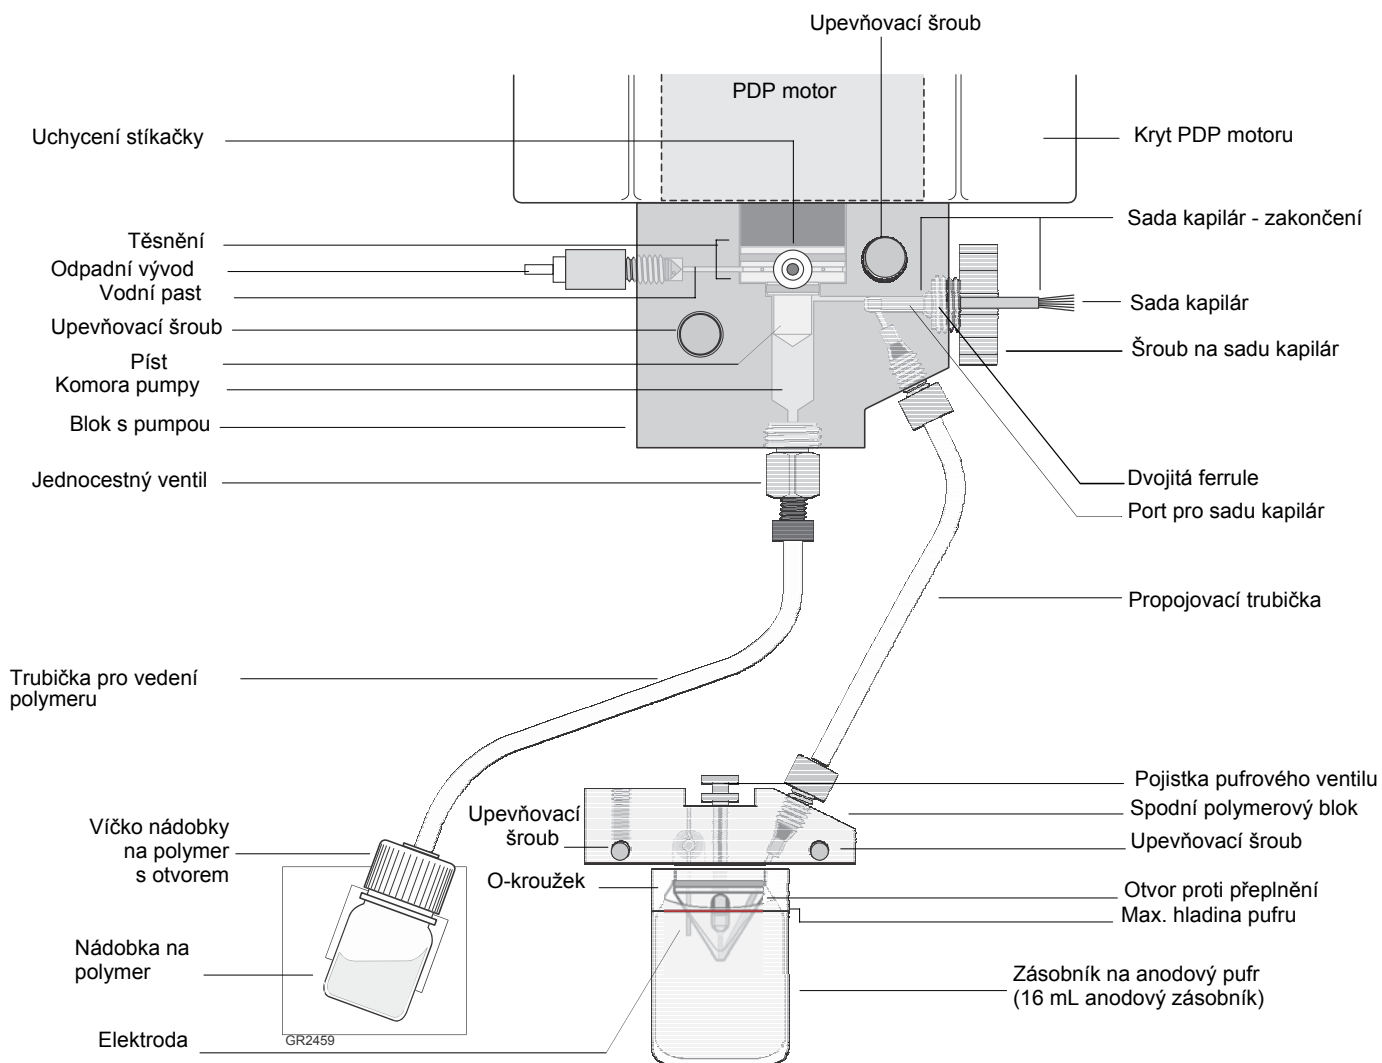 Upevňovací šroub
PDP motor
Uchycení stíkačky
Kryt PDP motoru
Sada kapilár - zakončení
Těsnění
Odpadní vývod
Vodní past
Sada kapilár
Upevňovací šroub
Šroub na sadu kapilár
Píst
Komora pumpy
Blok s pumpou
Jednocestný ventil
Dvojitá ferrule
Port pro sadu kapilár
Propojovací trubička
Trubička pro vedení
polymeru
Pojistka pufrového ventilu
Spodní polymerový blok
Upevňovací šroub
Upevňovací
šroub
Víčko nádobky
na polymer
s otvorem
O-kroužek
Otvor proti přeplnění
Max. hladina pufru
Nádobka na
polymer
Zásobník na anodový pufr
(16 mL anodový zásobník)
Elektroda
GR2459